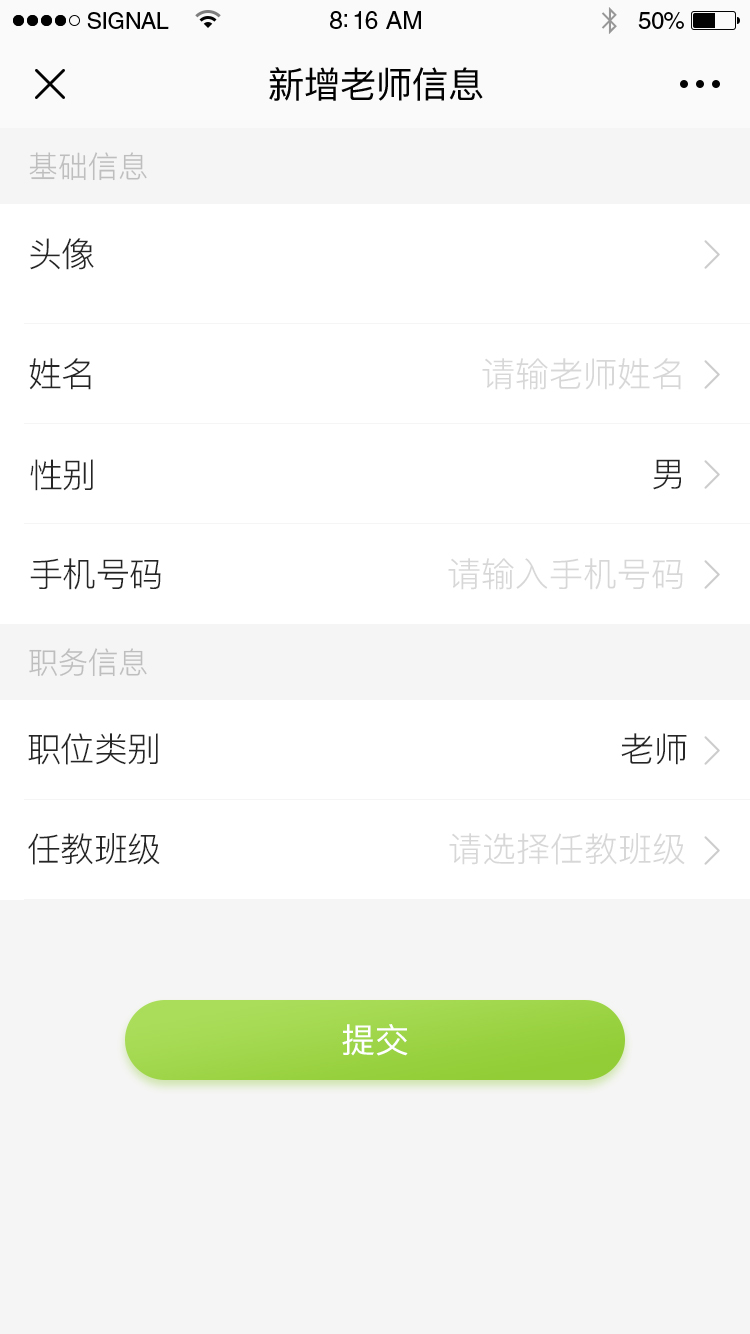 SIGNAL 8:16 AM 50%
新增老师信息
基础信息
头像
姓名 请输老师姓名
性别 男
手机号码 请输入手机号码
职务信息
职位类别 老师
任教班级 请选择任教班级
提交